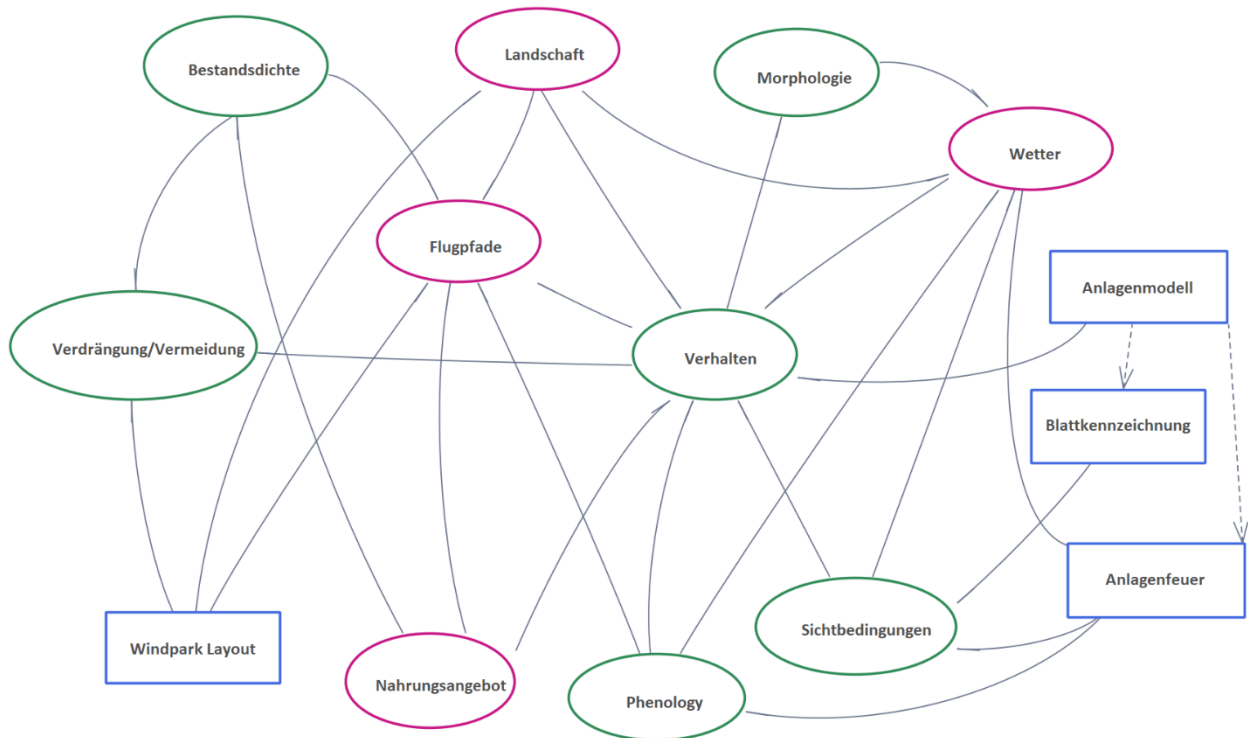 Bestandsdichte
Landschaft
Morphologie
Wetter
Flugpfade
Anlagenmodell
Verdrängung/Vermeidung
Verhalten
Blattkennzeichnung
Anlagenfeuer
Windpark Layout
Nahrungsangebot
Phenology
Sichtbedingungen